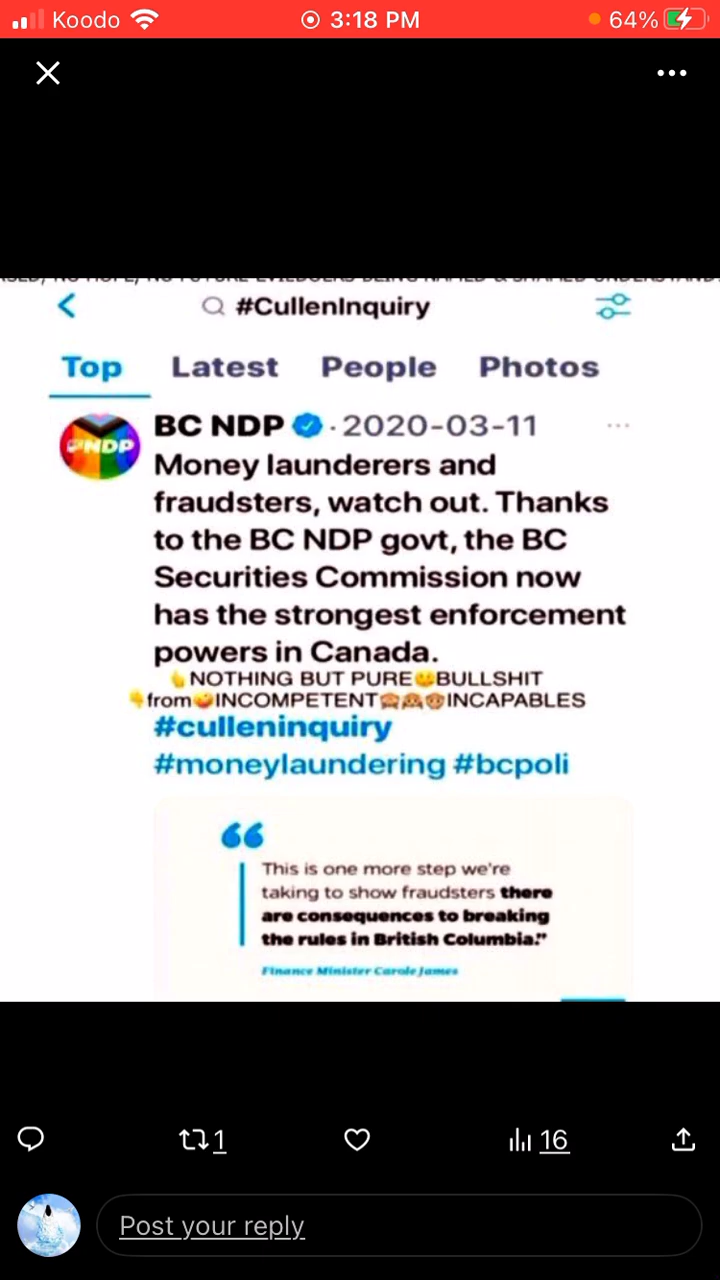 Koodo 3:18 PM 64%
#CullenInquiry
Top Latest People Photos
BC NDP · 2020-03-11
NDP
Money launderers and
fraudsters, watch out. Thanks
to the BC NDP govt, the BC
Securities Commission now
has the strongest enforcement
powers in Canada.
👆NOTHING BUT PURE🤫BULLSHIT
👇from🤪INCOMPETENT🙈🙉🙊INCAPABLES
#culleninquiry
#moneylaundering #bcpoli
“
This is one more step we're
taking to show fraudsters there
are consequences to breaking
the rules in British Columbia."
Finance Minister Carole James
1 16
Post your reply